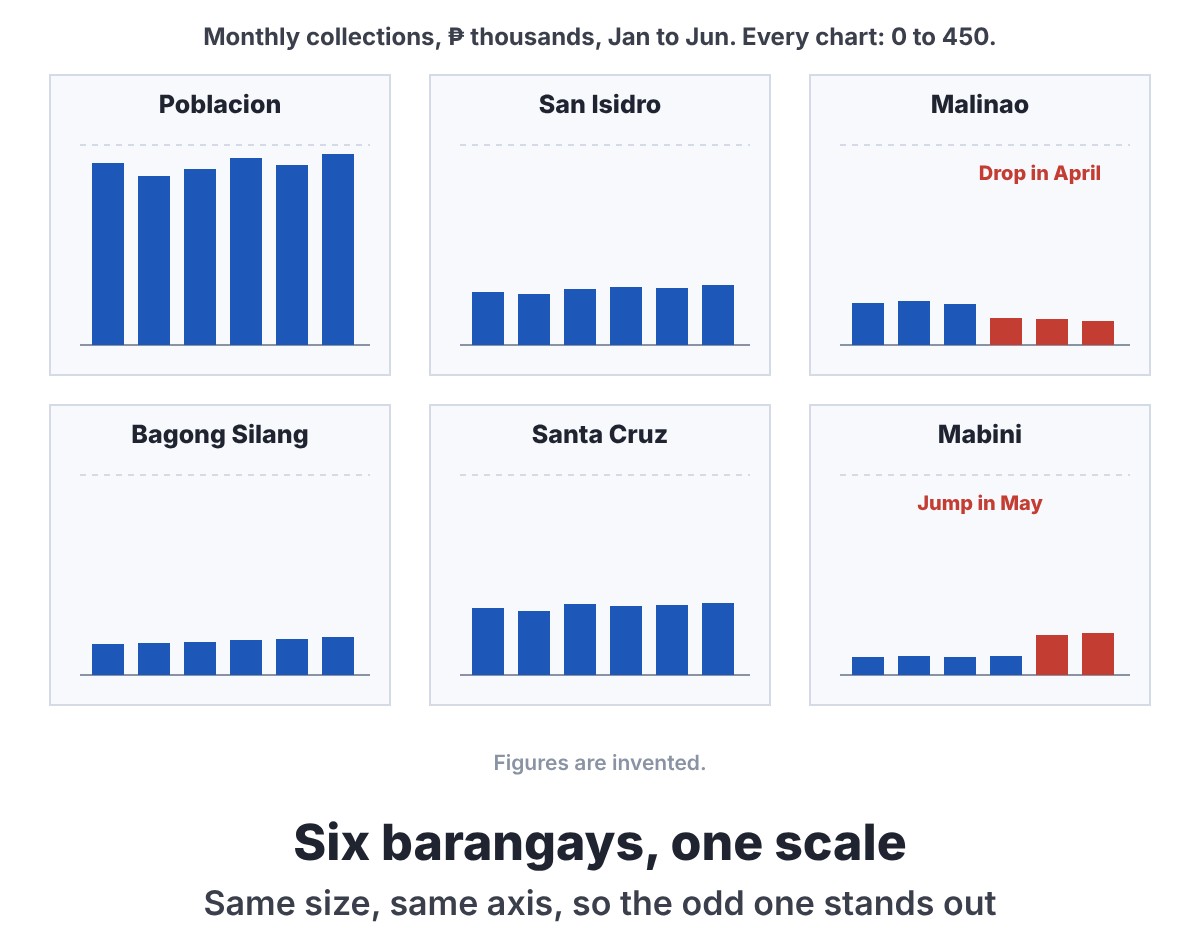 Monthly collections, ₱ thousands, Jan to Jun. Every chart: 0 to 450.
Poblacion
San Isidro
Malinao
Drop in April
Bagong Silang
Santa Cruz
Mabini
Jump in May
Figures are invented.
Six barangays, one scale
Same size, same axis, so the odd one stands out